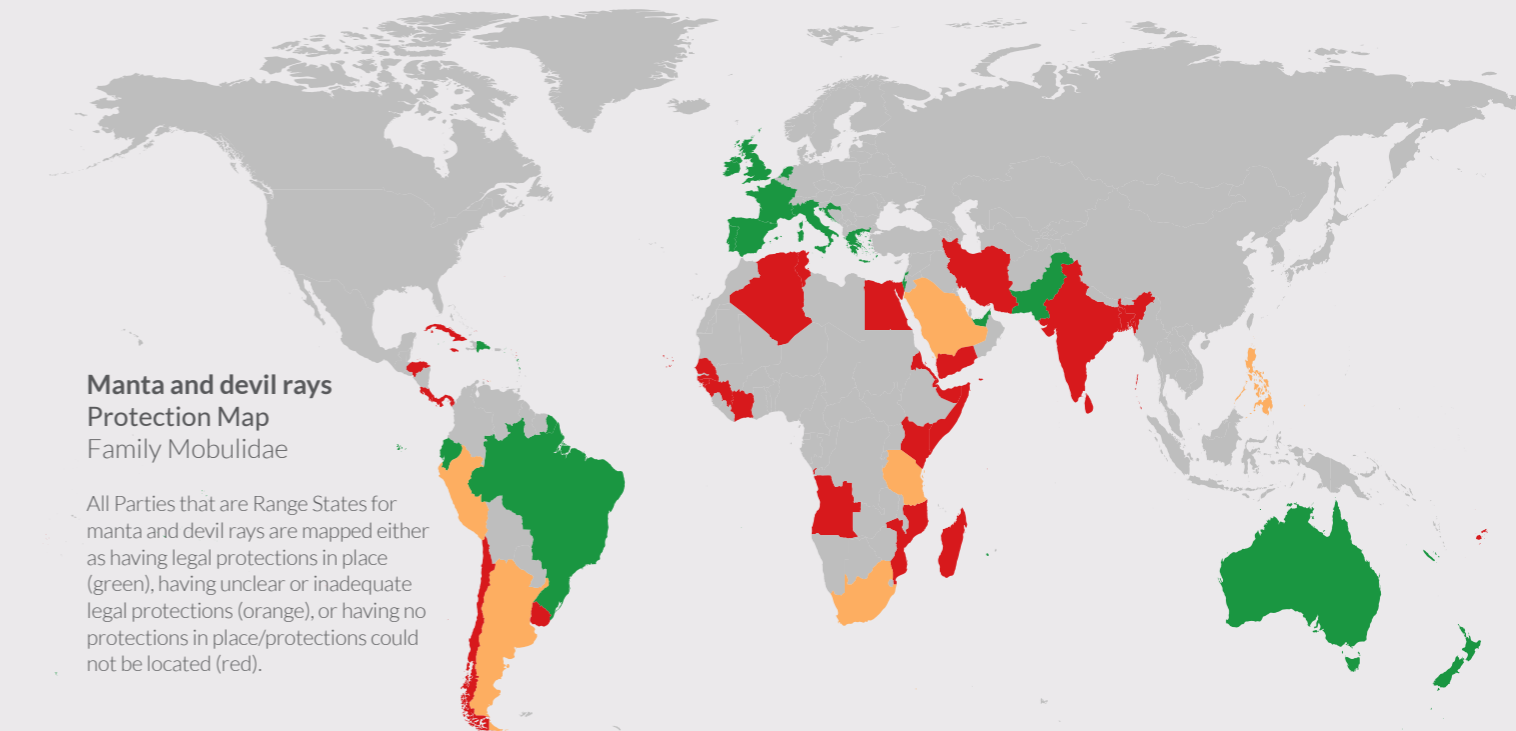 Manta and devil rays
Protection Map
Family Mobulidae
All Parties that are Range States for
manta and devil rays are mapped either
as having legal protections in place
(green), having unclear or inadequate
legal protections (orange), or having no
protections in place/protections could
not be located (red).